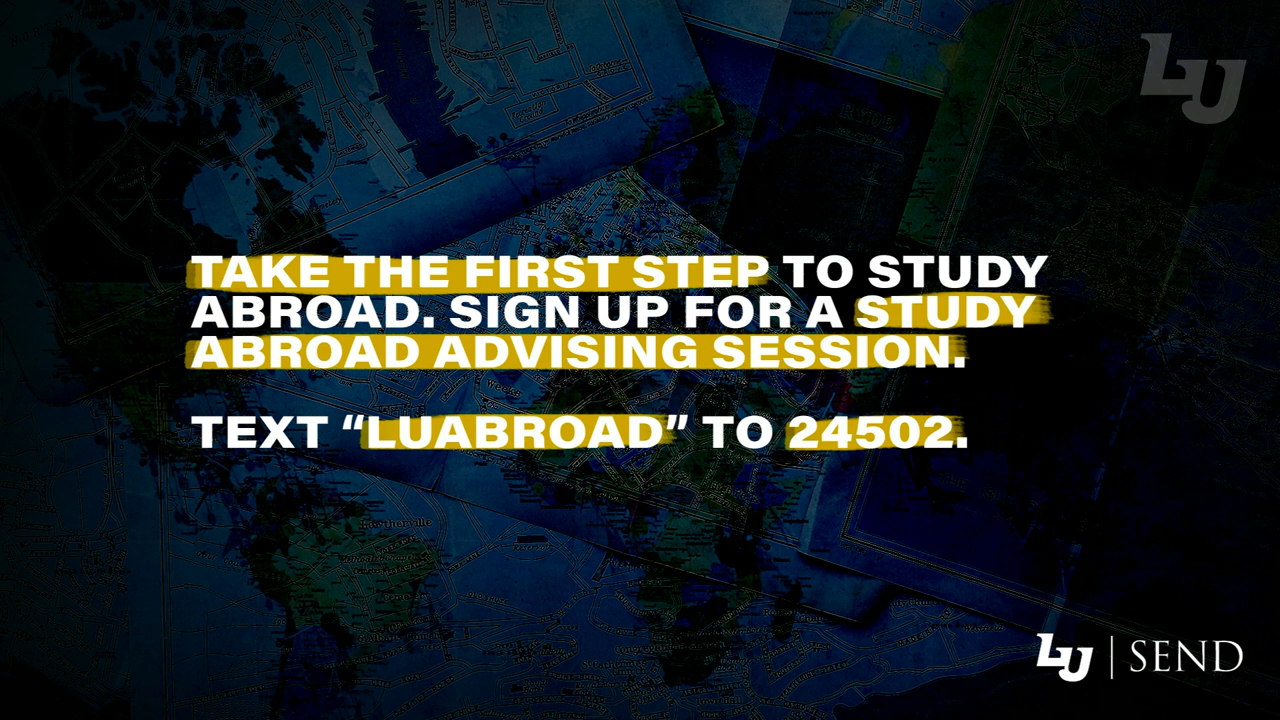 LU
TAKE THE FIRST STEP TO STUDY
ABROAD. SIGN UP FOR A STUDY
ABROAD ADVISING SESSION.
TEXT “LUABROAD” TO 24502.
LU | SEND